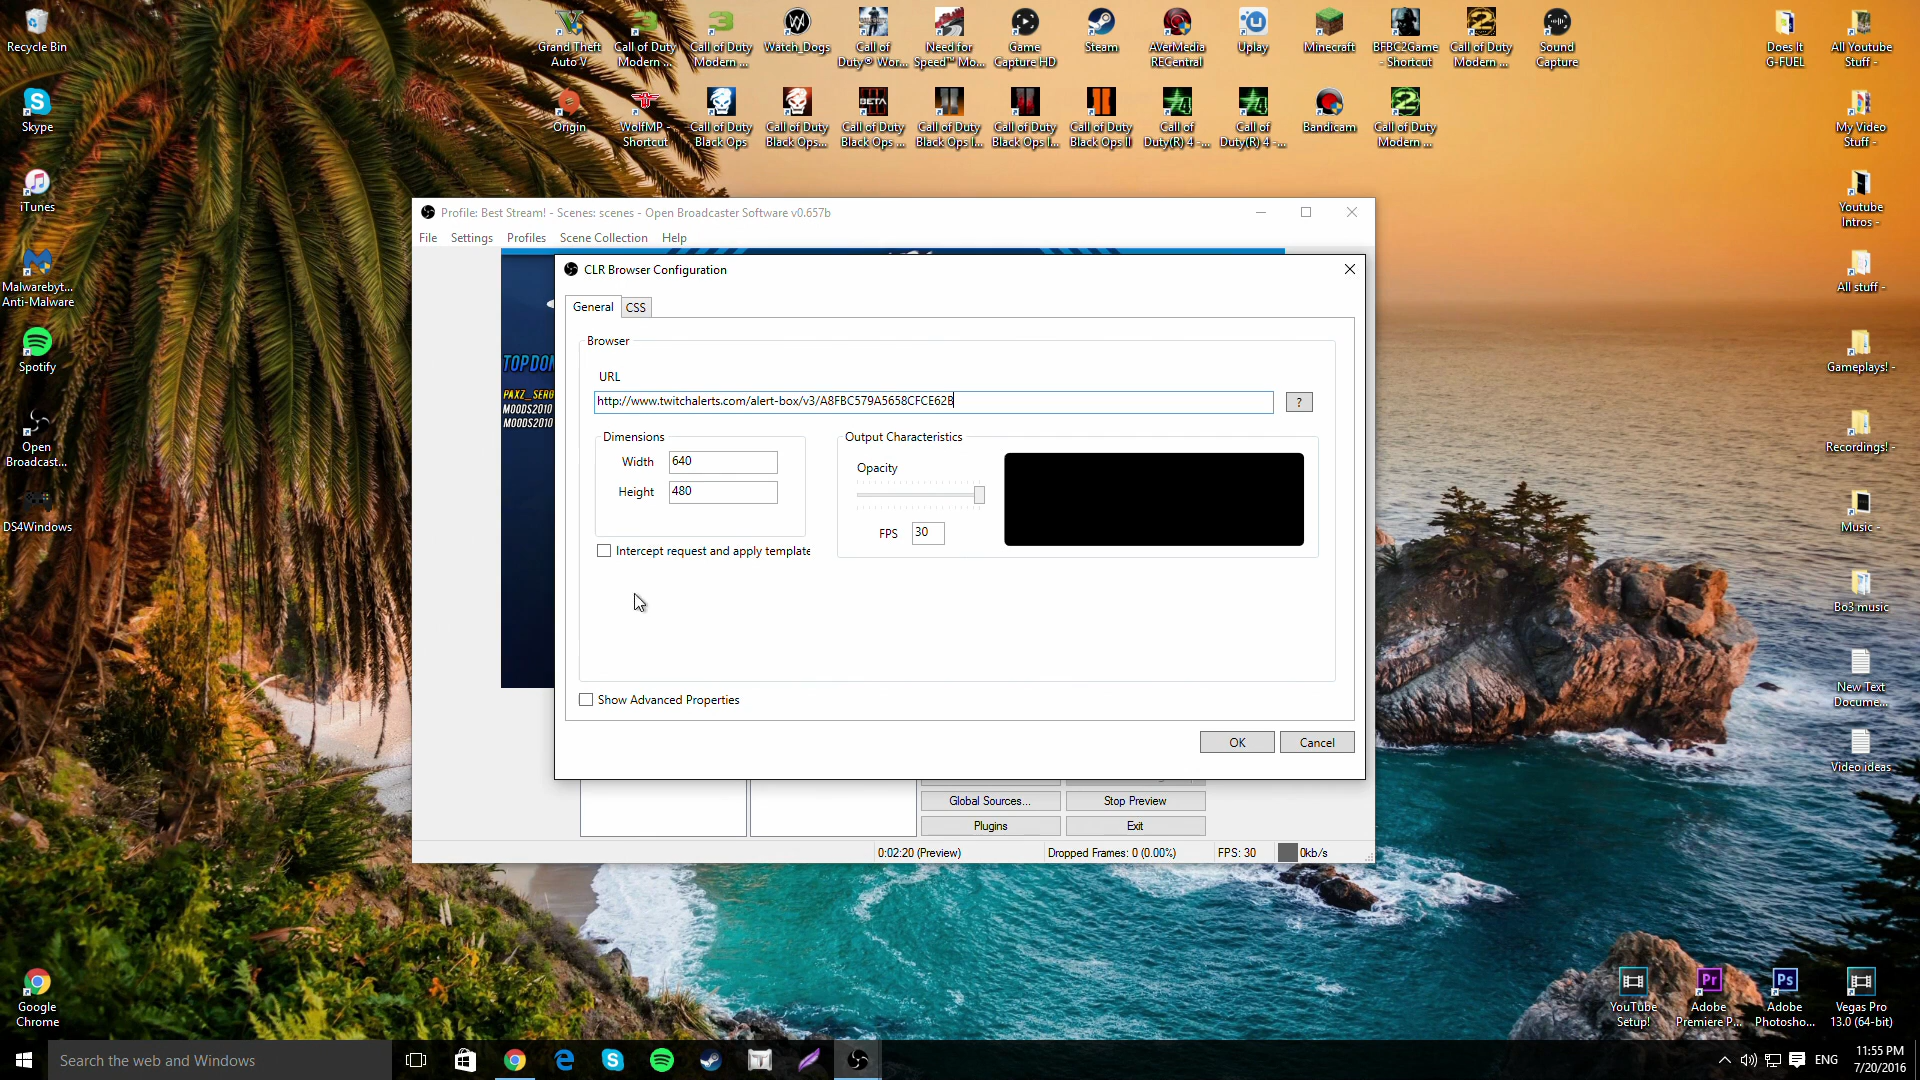 Recycle Bin
Grand Theft Auto V
Call of Duty Modern ...
Call of Duty Modern ...
Watch_Dogs
Call of Duty® Wor...
Need for Speed™ Mo...
Game Capture HD
Steam
AVerMedia RECentral
Uplay
Minecraft
BFBC2Game - Shortcut
Call of Duty Modern ...
Sound Capture
Does It G-FUEL
All Youtube Stuff -
Skype
Origin
WolfMP - Shortcut
Call of Duty Black Ops
Call of Duty Black Ops...
Call of Duty Black Ops ...
Call of Duty Black Ops I...
Call of Duty Black Ops I...
Call of Duty Black Ops II
Call of Duty(R) 4 -...
Call of Duty(R) 4 -...
Bandicam
Call of Duty Modern ...
My Video Stuff -
iTunes
Youtube Intros -
Malwarebyt... Anti-Malware
All stuff -
Spotify
Gameplays! -
Open Broadcast...
Recordings! -
DS4Windows
Music -
Bo3 music
New Text Docume...
Video ideas
Profile: Best Stream! - Scenes: scenes - Open Broadcaster Software v0.657b
File Settings Profiles Scene Collection Help
TOP DON
PAXZ_SERG
MOODS2010
MOODS2010
CLR Browser Configuration
General CSS
Browser
URL
http://www.twitchalerts.com/alert-box/v3/A8FBC579A5658CFCE62B
?
Dimensions
Width 640
Height 480
Intercept request and apply template
Output Characteristics
Opacity
FPS 30
Show Advanced Properties
OK Cancel
Global Sources... Stop Preview
Plugins Exit
0:02:20 (Preview) Dropped Frames: 0 (0.00%) FPS: 30 0kb/s
Google Chrome
YouTube Setup!
Adobe Premiere P...
Adobe Photosho...
Vegas Pro 13.0 (64-bit)
Search the web and Windows
ENG
11:55 PM
7/20/2016